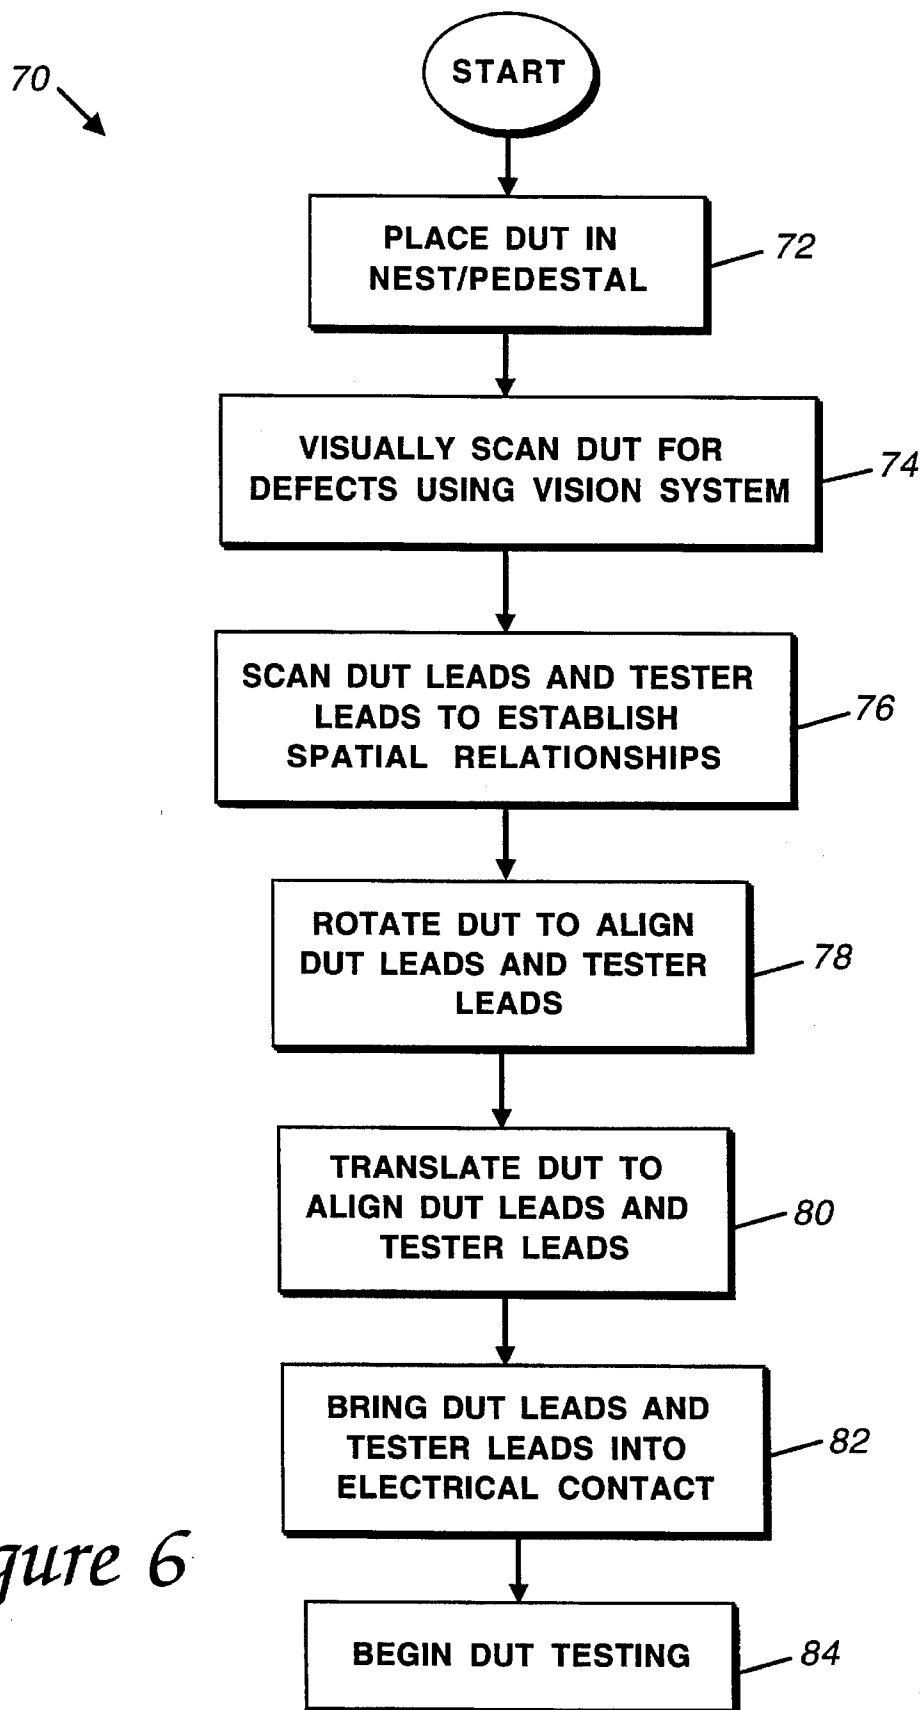 70
START
PLACE DUT IN
NEST/PEDESTAL
72
VISUALLY SCAN DUT FOR
DEFECTS USING VISION SYSTEM
74
SCAN DUT LEADS AND TESTER
LEADS TO ESTABLISH
SPATIAL RELATIONSHIPS
76
ROTATE DUT TO ALIGN
DUT LEADS AND TESTER
LEADS
78
TRANSLATE DUT TO
ALIGN DUT LEADS AND
TESTER LEADS
80
BRING DUT LEADS AND
TESTER LEADS INTO
ELECTRICAL CONTACT
82
gure 6
BEGIN DUT TESTING
84